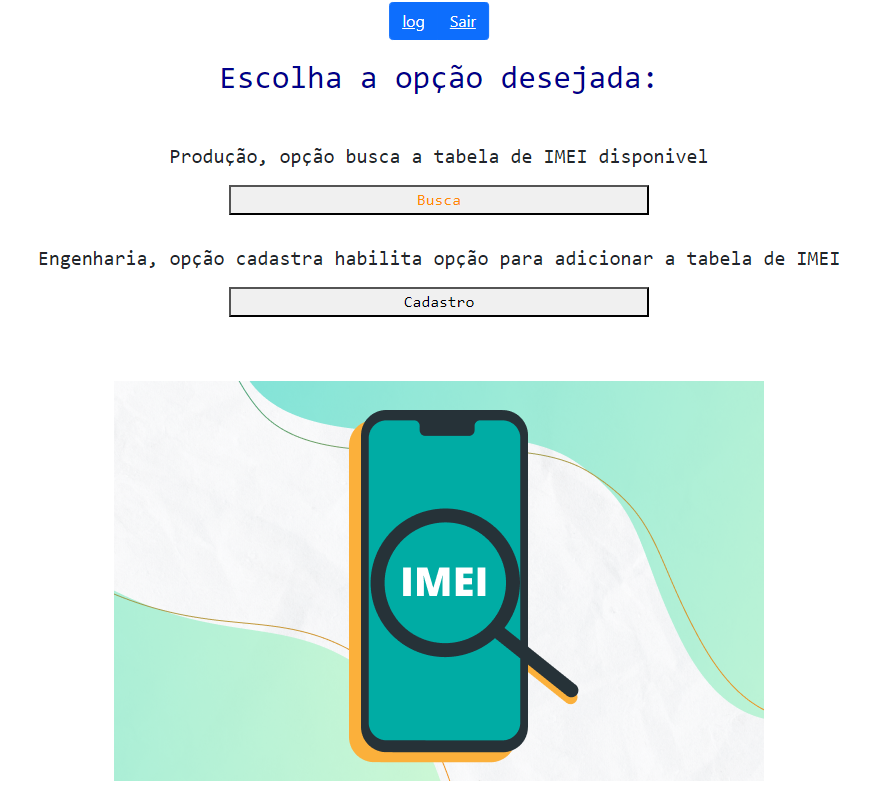 log Sair
Escolha a opção desejada:
Produção, opção busca a tabela de IMEI disponivel
Busca
Engenharia, opção cadastra habilita opção para adicionar a tabela de IMEI
Cadastro
IMEI